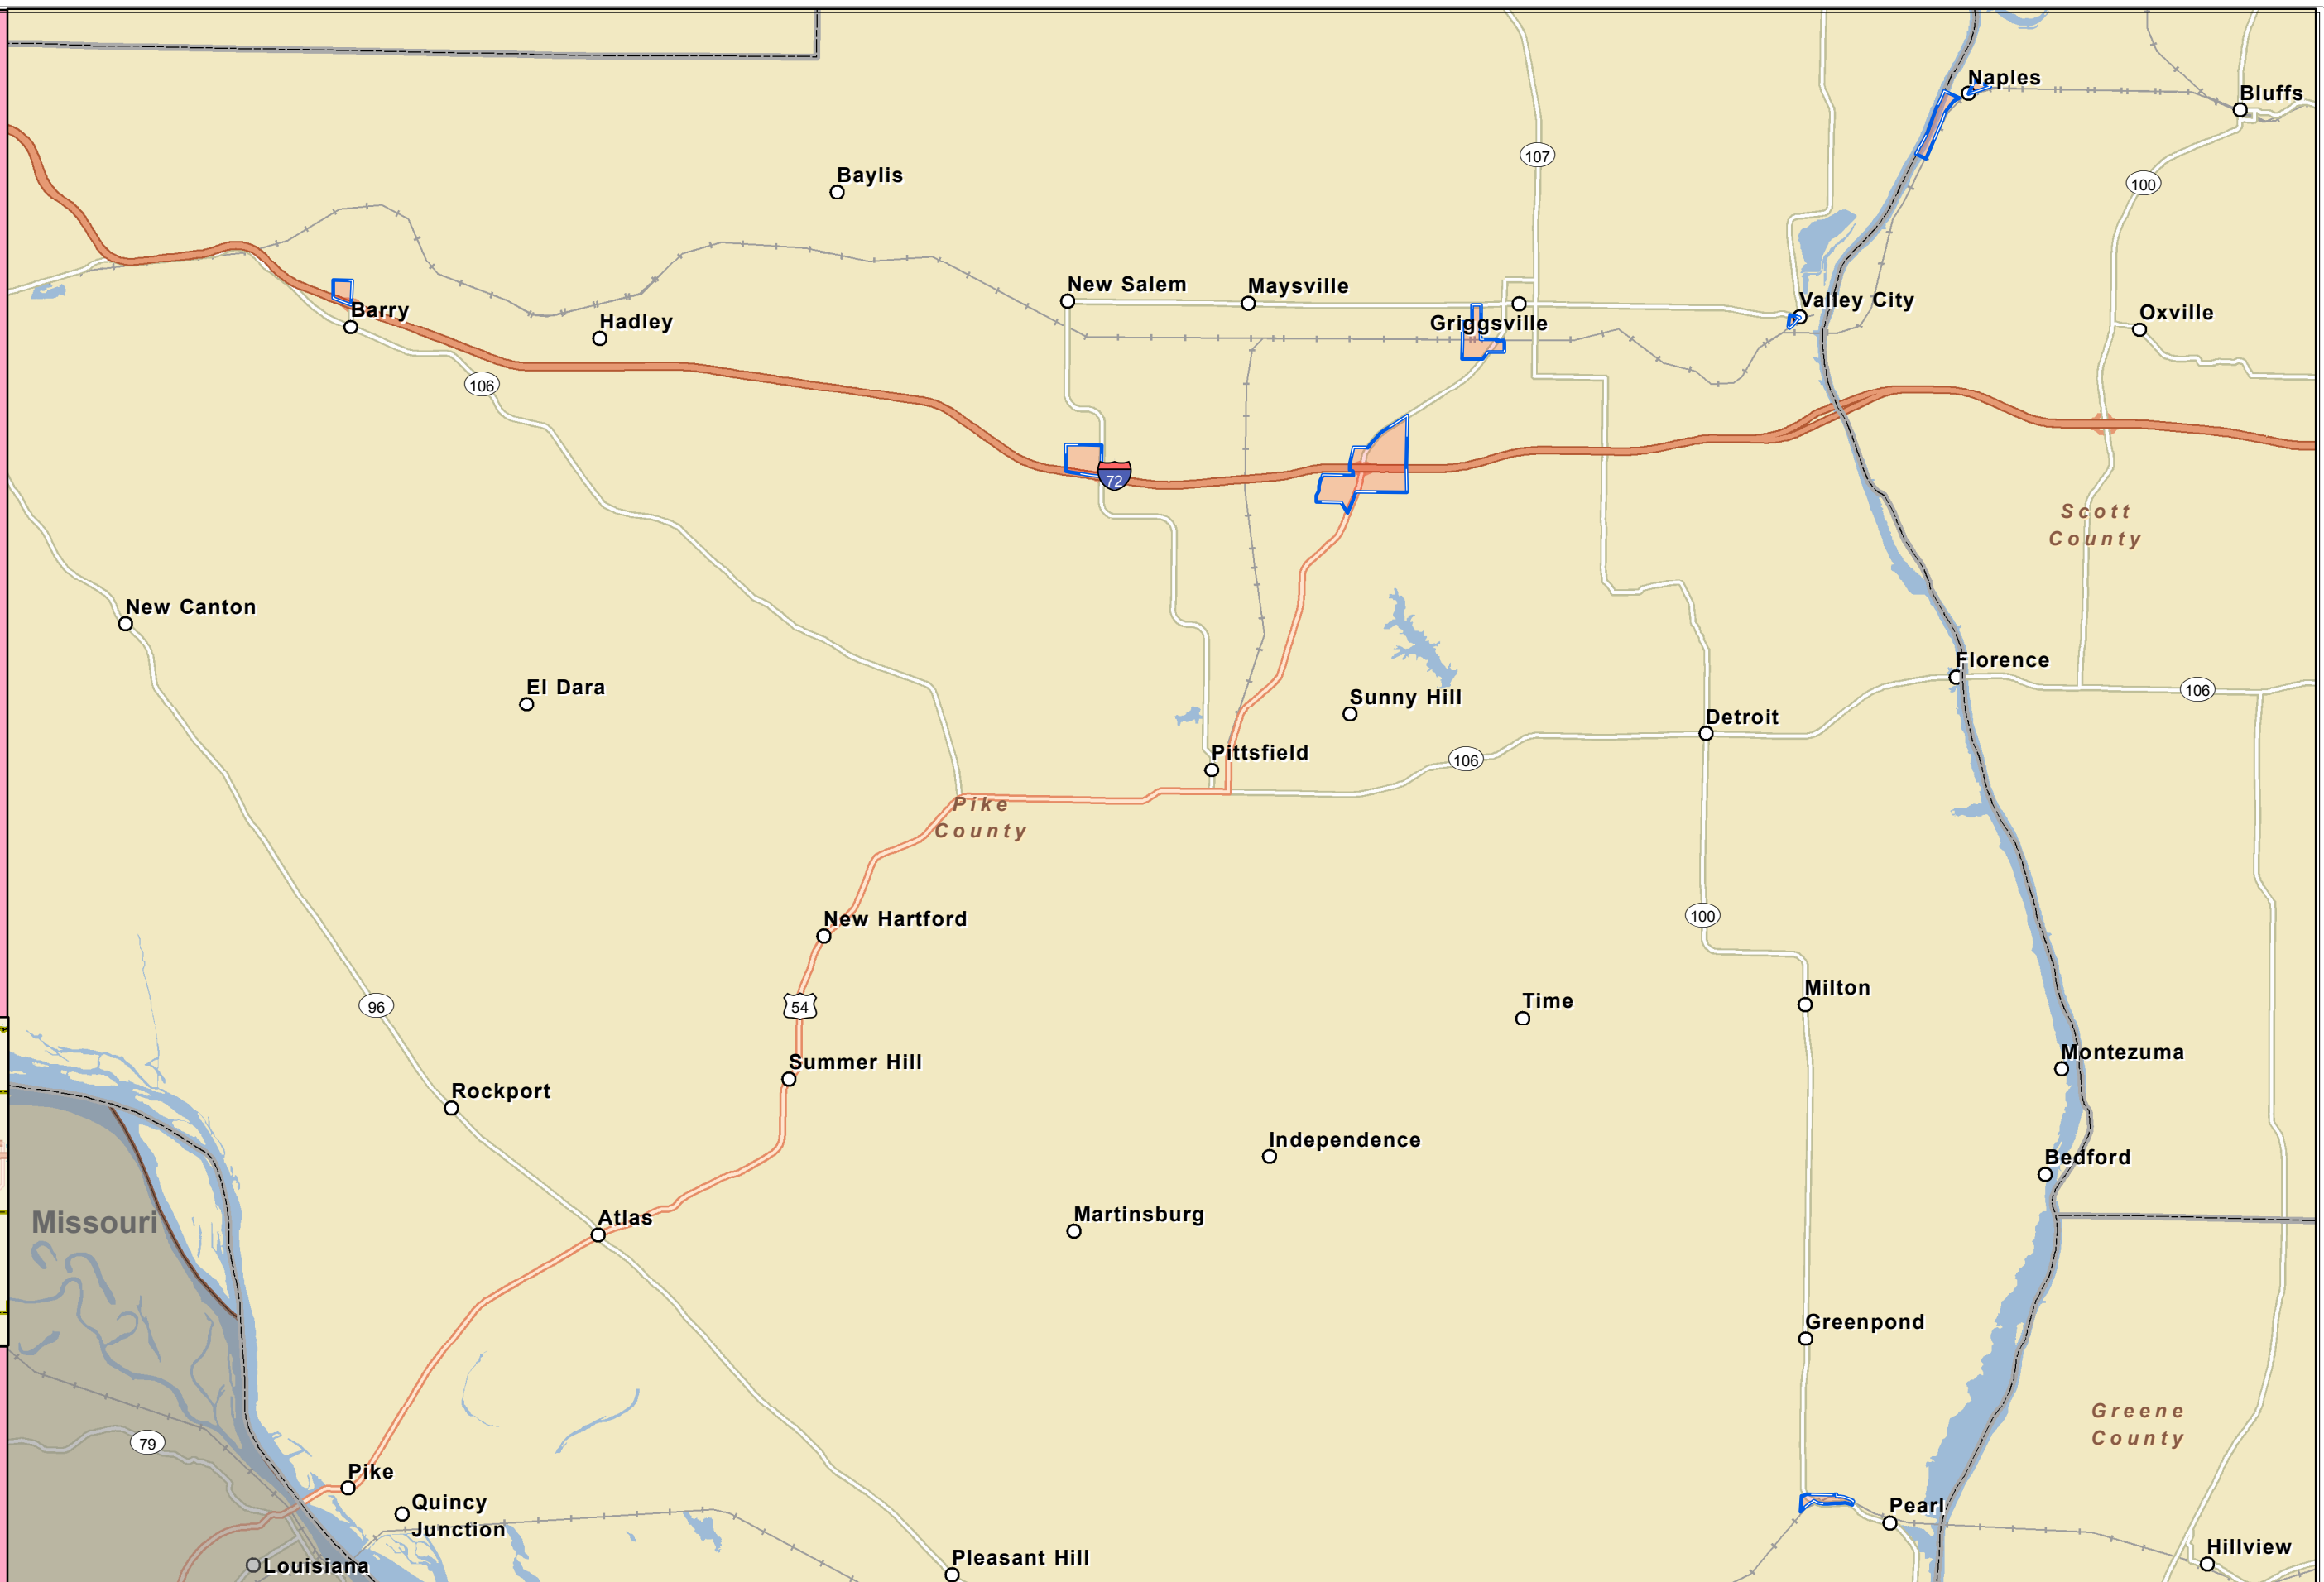 Naples
Bluffs
107
Baylis
100
New Salem
Maysville
Valley City
Barry
Griggsville
Oxville
Hadley
106
72
Scott
County
New Canton
Florence
El Dara
106
Sunny Hill
Detroit
Pittsfield
106
Pike
County
New Hartford
100
Milton
Time
96
54
Montezuma
Summer Hill
Rockport
Independence
Bedford
Martinsburg
Atlas
Missouri
Greenpond
Greene
County
79
Pike
Quincy
Junction
Pearl
Hillview
Pleasant Hill
Louisiana